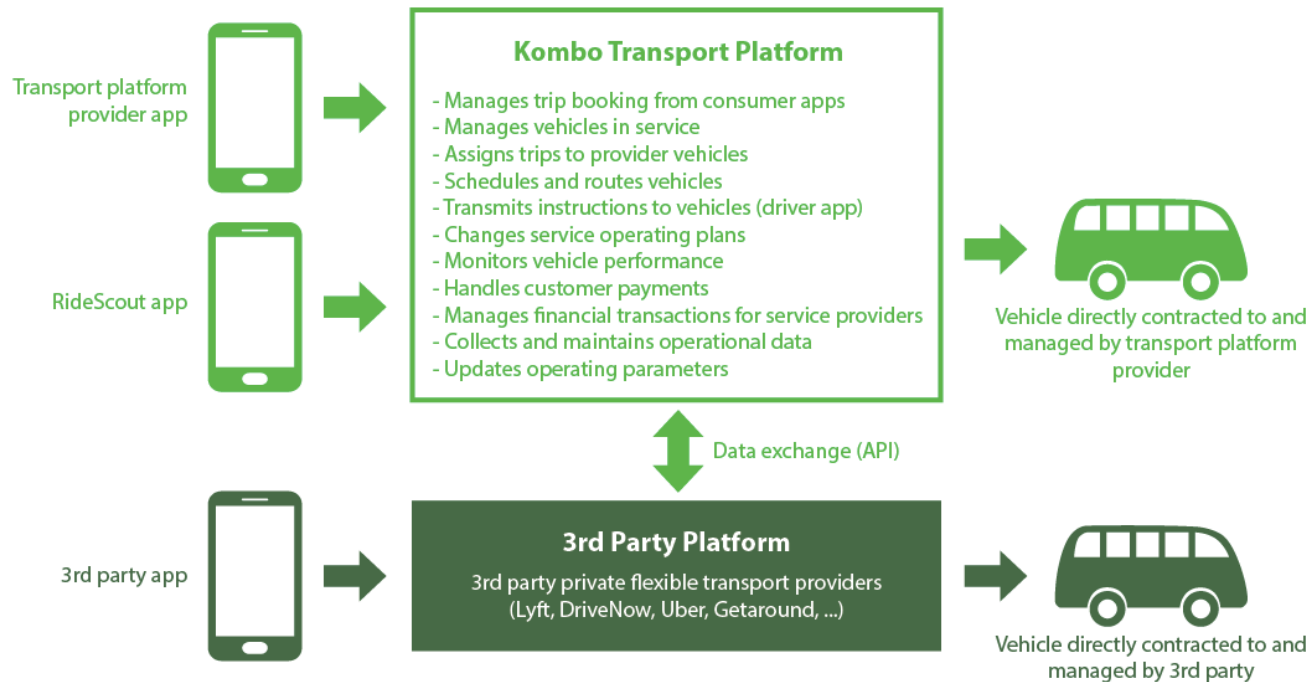 Transport platform
provider app
RideScout app
Kombo Transport Platform
- Manages trip booking from consumer apps
- Manages vehicles in service
- Assigns trips to provider vehicles
- Schedules and routes vehicles
- Transmits instructions to vehicles (driver app)
- Changes service operating plans
- Monitors vehicle performance
- Handles customer payments
- Manages financial transactions for service providers
- Collects and maintains operational data
- Updates operating parameters
Vehicle directly contracted to and
managed by transport platform
provider
Data exchange (API)
3rd party app
3rd Party Platform
3rd party private flexible transport providers
(Lyft, DriveNow, Uber, Getaround, ...)
Vehicle directly contracted to and
managed by 3rd party